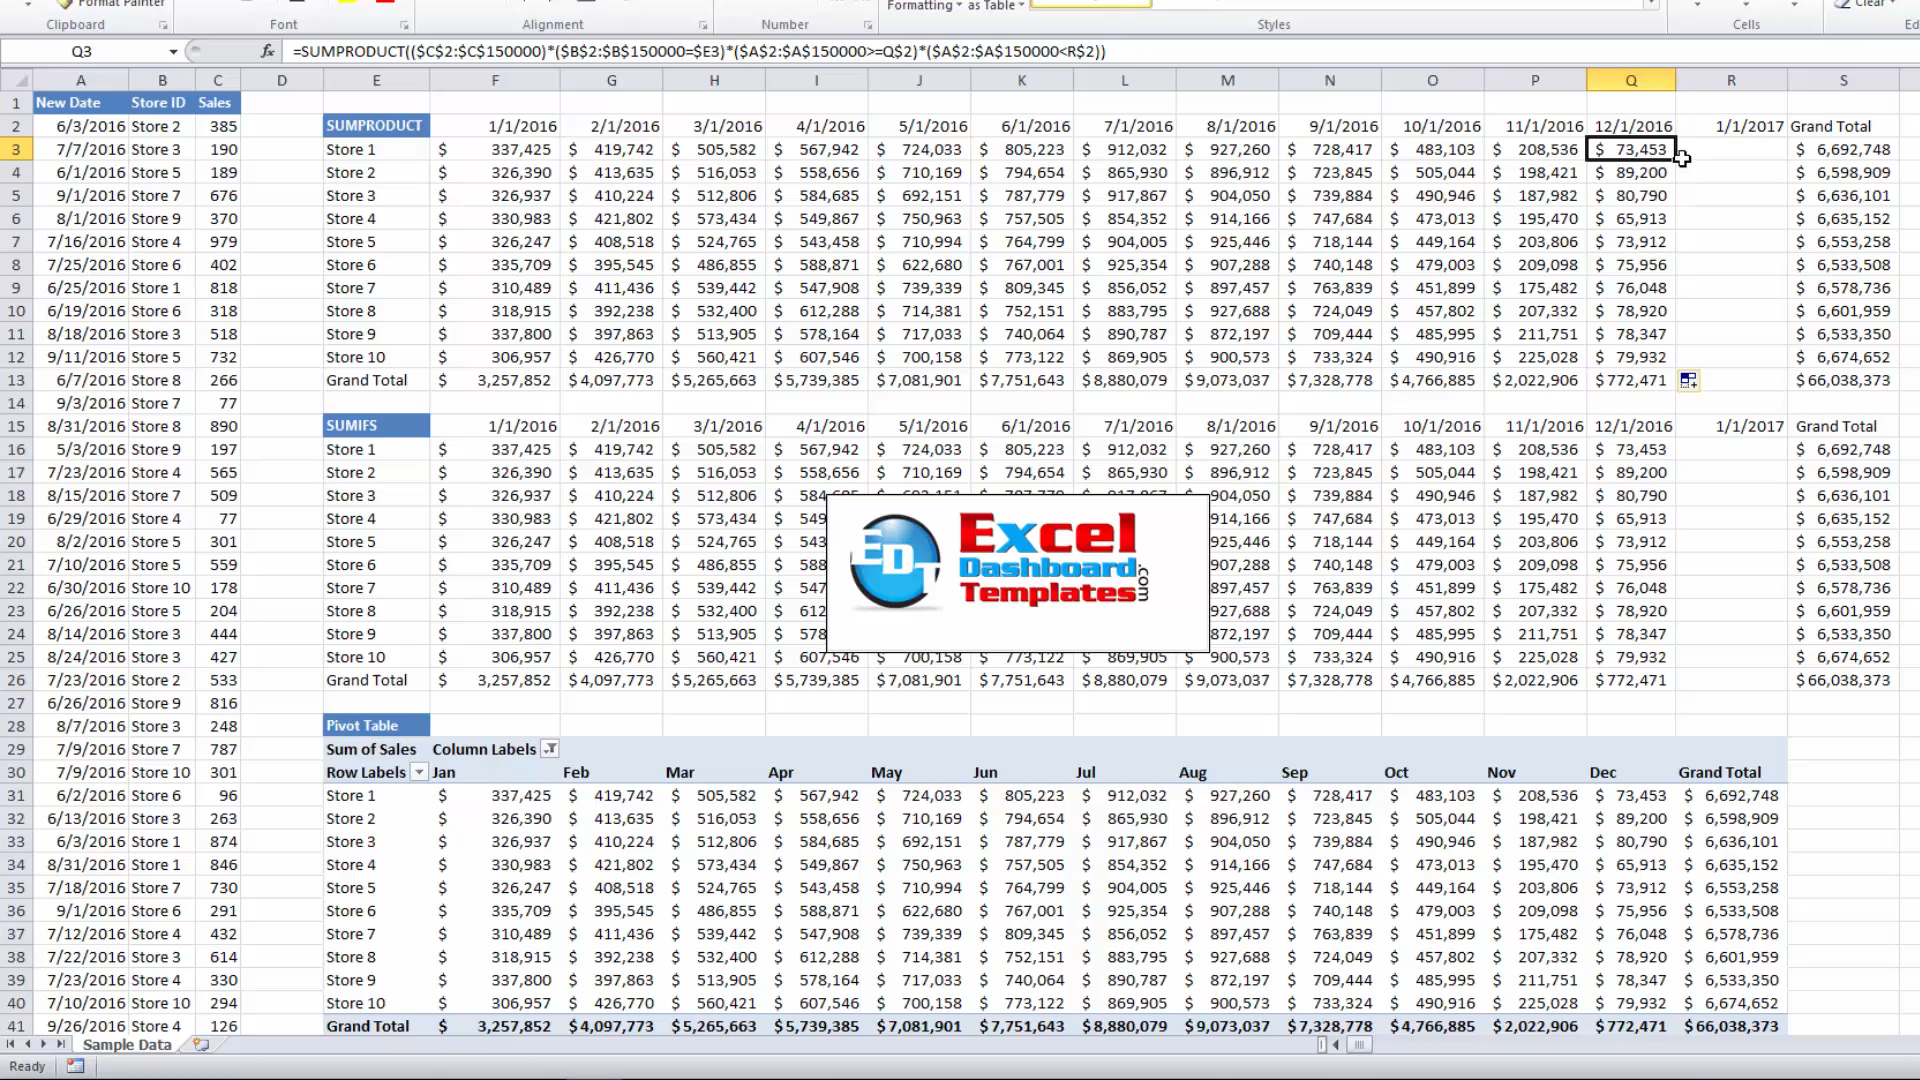 Format Painter
Formatting as Table
Clear
Clipboard Font Alignment Number Styles Cells
Q3 fx =SUMPRODUCT(($C$2:$C$150000)*($B$2:$B$150000=$E3)*($A$2:$A$150000>=Q$2)*($A$2:$A$150000<R$2))
A B C D E F G H I J K L M N O P Q R S
1 New Date Store ID Sales
2 6/3/2016 Store 2 385 SUMPRODUCT 1/1/2016 2/1/2016 3/1/2016 4/1/2016 5/1/2016 6/1/2016 7/1/2016 8/1/2016 9/1/2016 10/1/2016 11/1/2016 12/1/2016 1/1/2017 Grand Total
3 7/7/2016 Store 3 190 Store 1 $ 337,425 $ 419,742 $ 505,582 $ 567,942 $ 724,033 $ 805,223 $ 912,032 $ 927,260 $ 728,417 $ 483,103 $ 208,536 $ 73,453 $ 6,692,748
4 6/1/2016 Store 5 189 Store 2 $ 326,390 $ 413,635 $ 516,053 $ 558,656 $ 710,169 $ 794,654 $ 865,930 $ 896,912 $ 723,845 $ 505,044 $ 198,421 $ 89,200 $ 6,598,909
5 9/1/2016 Store 7 676 Store 3 $ 326,937 $ 410,224 $ 512,806 $ 584,685 $ 692,151 $ 787,779 $ 917,867 $ 904,050 $ 739,884 $ 490,946 $ 187,982 $ 80,790 $ 6,636,101
6 8/1/2016 Store 9 370 Store 4 $ 330,983 $ 421,802 $ 573,434 $ 549,867 $ 750,963 $ 757,505 $ 854,352 $ 914,166 $ 747,684 $ 473,013 $ 195,470 $ 65,913 $ 6,635,152
7 7/16/2016 Store 4 979 Store 5 $ 326,247 $ 408,518 $ 524,765 $ 543,458 $ 710,994 $ 764,799 $ 904,005 $ 925,446 $ 718,144 $ 449,164 $ 203,806 $ 73,912 $ 6,553,258
8 7/25/2016 Store 6 402 Store 6 $ 335,709 $ 395,545 $ 486,855 $ 588,871 $ 622,680 $ 767,001 $ 925,354 $ 907,288 $ 740,148 $ 479,003 $ 209,098 $ 75,956 $ 6,533,508
9 6/25/2016 Store 1 818 Store 7 $ 310,489 $ 411,436 $ 539,442 $ 547,908 $ 739,339 $ 809,345 $ 856,052 $ 897,457 $ 763,839 $ 451,899 $ 175,482 $ 76,048 $ 6,578,736
10 6/19/2016 Store 6 318 Store 8 $ 318,915 $ 392,238 $ 532,400 $ 612,288 $ 714,381 $ 752,151 $ 883,795 $ 927,688 $ 724,049 $ 457,802 $ 207,332 $ 78,920 $ 6,601,959
11 8/18/2016 Store 3 518 Store 9 $ 337,800 $ 397,863 $ 513,905 $ 578,164 $ 717,033 $ 740,064 $ 890,787 $ 872,197 $ 709,444 $ 485,995 $ 211,751 $ 78,347 $ 6,533,350
12 9/11/2016 Store 5 732 Store 10 $ 306,957 $ 426,770 $ 560,421 $ 607,546 $ 700,158 $ 773,122 $ 869,905 $ 900,573 $ 733,324 $ 490,916 $ 225,028 $ 79,932 $ 6,674,652
13 6/7/2016 Store 8 266 Grand Total $ 3,257,852 $ 4,097,773 $ 5,265,663 $ 5,739,385 $ 7,081,901 $ 7,751,643 $ 8,880,079 $ 9,073,037 $ 7,328,778 $ 4,766,885 $ 2,022,906 $ 772,471 $ 66,038,373
14 9/3/2016 Store 7 77
15 8/31/2016 Store 8 890 SUMIFS 1/1/2016 2/1/2016 3/1/2016 4/1/2016 5/1/2016 6/1/2016 7/1/2016 8/1/2016 9/1/2016 10/1/2016 11/1/2016 12/1/2016 1/1/2017 Grand Total
16 5/3/2016 Store 9 197 Store 1 $ 337,425 $ 419,742 $ 505,582 $ 567,942 $ 724,033 $ 805,223 $ 912,032 $ 927,260 $ 728,417 $ 483,103 $ 208,536 $ 73,453 $ 6,692,748
17 7/23/2016 Store 4 565 Store 2 $ 326,390 $ 413,635 $ 516,053 $ 558,656 $ 710,169 $ 794,654 $ 865,930 $ 896,912 $ 723,845 $ 505,044 $ 198,421 $ 89,200 $ 6,598,909
18 8/15/2016 Store 7 509 Store 3 $ 326,937 $ 410,224 $ 512,806 $ 904,050 $ 739,884 $ 490,946 $ 187,982 $ 80,790 $ 6,636,101
19 6/29/2016 Store 4 77 Store 4 $ 330,983 $ 421,802 $ 573,434 $ 549 914,166 $ 747,684 $ 473,013 $ 195,470 $ 65,913 $ 6,635,152
20 8/2/2016 Store 5 301 Store 5 $ 326,247 $ 408,518 $ 524,765 $ 543 925,446 $ 718,144 $ 449,164 $ 203,806 $ 73,912 $ 6,553,258
21 7/10/2016 Store 5 559 Store 6 $ 335,709 $ 395,545 $ 486,855 $ 588 907,288 $ 740,148 $ 479,003 $ 209,098 $ 75,956 $ 6,533,508
22 6/30/2016 Store 10 178 Store 7 $ 310,489 $ 411,436 $ 539,442 $ 547 897,457 $ 763,839 $ 451,899 $ 175,482 $ 76,048 $ 6,578,736
23 6/26/2016 Store 5 204 Store 8 $ 318,915 $ 392,238 $ 532,400 $ 612 927,688 $ 724,049 $ 457,802 $ 207,332 $ 78,920 $ 6,601,959
24 8/14/2016 Store 3 444 Store 9 $ 337,800 $ 397,863 $ 513,905 $ 578 872,197 $ 709,444 $ 485,995 $ 211,751 $ 78,347 $ 6,533,350
25 8/24/2016 Store 3 427 Store 10 $ 306,957 $ 426,770 $ 560,421 $ 607,546 $ 700,158 $ 773,122 $ 869,905 $ 900,573 $ 733,324 $ 490,916 $ 225,028 $ 79,932 $ 6,674,652
26 7/23/2016 Store 2 533 Grand Total $ 3,257,852 $ 4,097,773 $ 5,265,663 $ 5,739,385 $ 7,081,901 $ 7,751,643 $ 8,880,079 $ 9,073,037 $ 7,328,778 $ 4,766,885 $ 2,022,906 $ 772,471 $ 66,038,373
EDT
Excel
Dashboard
Templates
.com
27 6/26/2016 Store 9 816
28 8/7/2016 Store 3 248 Pivot Table
29 7/9/2016 Store 7 787 Sum of Sales Column Labels
30 7/9/2016 Store 10 301 Row Labels Jan Feb Mar Apr May Jun Jul Aug Sep Oct Nov Dec Grand Total
31 6/2/2016 Store 6 96 Store 1 $ 337,425 $ 419,742 $ 505,582 $ 567,942 $ 724,033 $ 805,223 $ 912,032 $ 927,260 $ 728,417 $ 483,103 $ 208,536 $ 73,453 $ 6,692,748
32 6/13/2016 Store 3 263 Store 2 $ 326,390 $ 413,635 $ 516,053 $ 558,656 $ 710,169 $ 794,654 $ 865,930 $ 896,912 $ 723,845 $ 505,044 $ 198,421 $ 89,200 $ 6,598,909
33 6/3/2016 Store 1 874 Store 3 $ 326,937 $ 410,224 $ 512,806 $ 584,685 $ 692,151 $ 787,779 $ 917,867 $ 904,050 $ 739,884 $ 490,946 $ 187,982 $ 80,790 $ 6,636,101
34 8/31/2016 Store 1 846 Store 4 $ 330,983 $ 421,802 $ 573,434 $ 549,867 $ 750,963 $ 757,505 $ 854,352 $ 914,166 $ 747,684 $ 473,013 $ 195,470 $ 65,913 $ 6,635,152
35 7/18/2016 Store 7 730 Store 5 $ 326,247 $ 408,518 $ 524,765 $ 543,458 $ 710,994 $ 764,799 $ 904,005 $ 925,446 $ 718,144 $ 449,164 $ 203,806 $ 73,912 $ 6,553,258
36 9/1/2016 Store 6 291 Store 6 $ 335,709 $ 395,545 $ 486,855 $ 588,871 $ 622,680 $ 767,001 $ 925,354 $ 907,288 $ 740,148 $ 479,003 $ 209,098 $ 75,956 $ 6,533,508
37 7/12/2016 Store 4 432 Store 7 $ 310,489 $ 411,436 $ 539,442 $ 547,908 $ 739,339 $ 809,345 $ 856,052 $ 897,457 $ 763,839 $ 451,899 $ 175,482 $ 76,048 $ 6,578,736
38 7/22/2016 Store 3 614 Store 8 $ 318,915 $ 392,238 $ 532,400 $ 612,288 $ 714,381 $ 752,151 $ 883,795 $ 927,688 $ 724,049 $ 457,802 $ 207,332 $ 78,920 $ 6,601,959
39 7/23/2016 Store 4 330 Store 9 $ 337,800 $ 397,863 $ 513,905 $ 578,164 $ 717,033 $ 740,064 $ 890,787 $ 872,197 $ 709,444 $ 485,995 $ 211,751 $ 78,347 $ 6,533,350
40 7/10/2016 Store 10 294 Store 10 $ 306,957 $ 426,770 $ 560,421 $ 607,546 $ 700,158 $ 773,122 $ 869,905 $ 900,573 $ 733,324 $ 490,916 $ 225,028 $ 79,932 $ 6,674,652
41 9/26/2016 Store 4 126 Grand Total $ 3,257,852 $ 4,097,773 $ 5,265,663 $ 5,739,385 $ 7,081,901 $ 7,751,643 $ 8,880,079 $ 9,073,037 $ 7,328,778 $ 4,766,885 $ 2,022,906 $ 772,471 $ 66,038,373
Sample Data
Ready